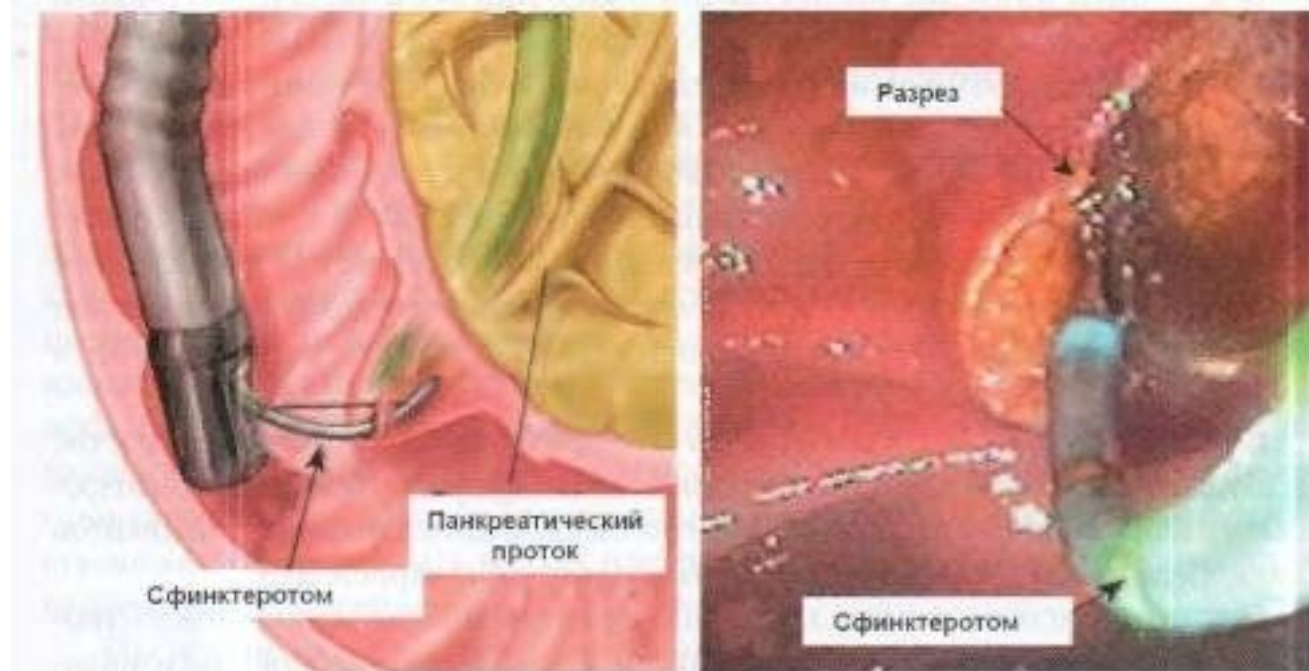 Панкреатический
проток
Сфинктеротом
Разрез
Сфинктеротом